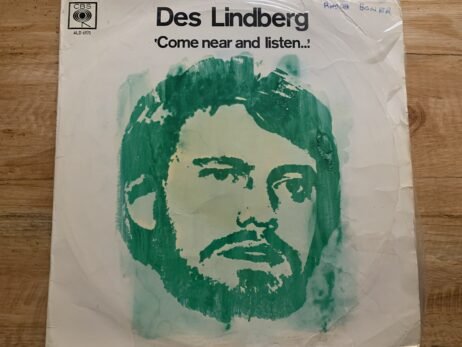 CBS
Des Lindberg
'Come near and listen...!'